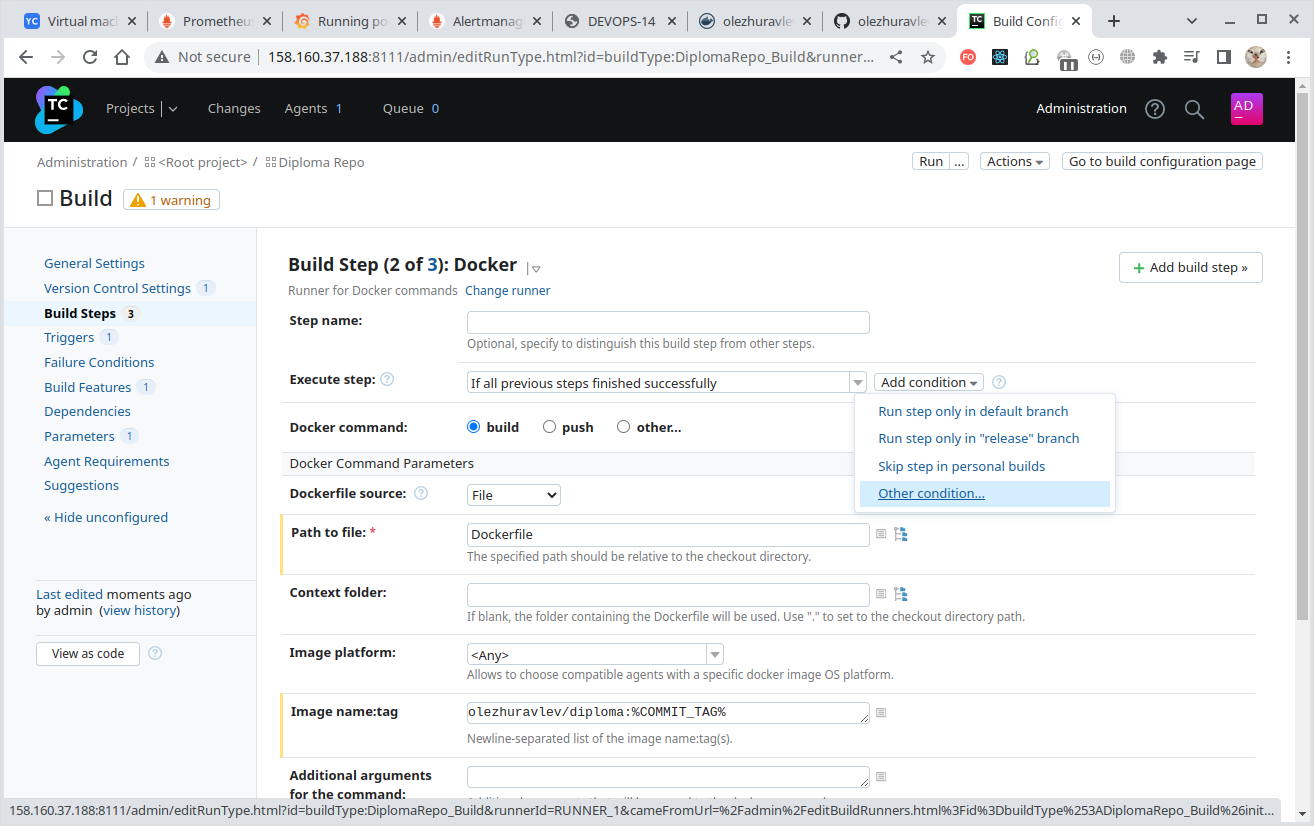 YC Virtual mac
Prometheus
Running po
Alertmanag
DEVOPS-14
olezhuravle
olezhuravle
TC Build Config
Not secure 158.160.37.188:8111/admin/editRunType.html?id=buildType:DiplomaRepo_Build&runner...
FO
TC
Projects Changes Agents 1 Queue 0 Administration AD
Administration / <Root project> / Diploma Repo
Run ... Actions Go to build configuration page
Build 1 warning
General Settings
Version Control Settings 1
Build Steps 3
Triggers 1
Failure Conditions
Build Features 1
Dependencies
Parameters 1
Agent Requirements
Suggestions
« Hide unconfigured
Last edited moments ago
by admin (view history)
View as code ?
Build Step (2 of 3): Docker
+ Add build step »
Runner for Docker commands Change runner
Step name:
Optional, specify to distinguish this build step from other steps.
Execute step: ? If all previous steps finished successfully Add condition ?
Run step only in default branch
Run step only in "release" branch
Skip step in personal builds
Other condition...
Docker command: build push other...
Docker Command Parameters
Dockerfile source: ? File
Path to file: * Dockerfile
The specified path should be relative to the checkout directory.
Context folder:
If blank, the folder containing the Dockerfile will be used. Use "." to set to the checkout directory path.
Image platform: <Any>
Allows to choose compatible agents with a specific docker image OS platform.
Image name:tag olezhuravlev/diploma:%COMMIT_TAG%
Newline-separated list of the image name:tag(s).
Additional arguments
for the command:
158.160.37.188:8111/admin/editRunType.html?id=buildType:DiplomaRepo_Build&runnerId=RUNNER_1&cameFromUrl=%2Fadmin%2FeditBuildRunners.html%3Fid%3DbuildType%253ADiplomaRepo_Build%26init...